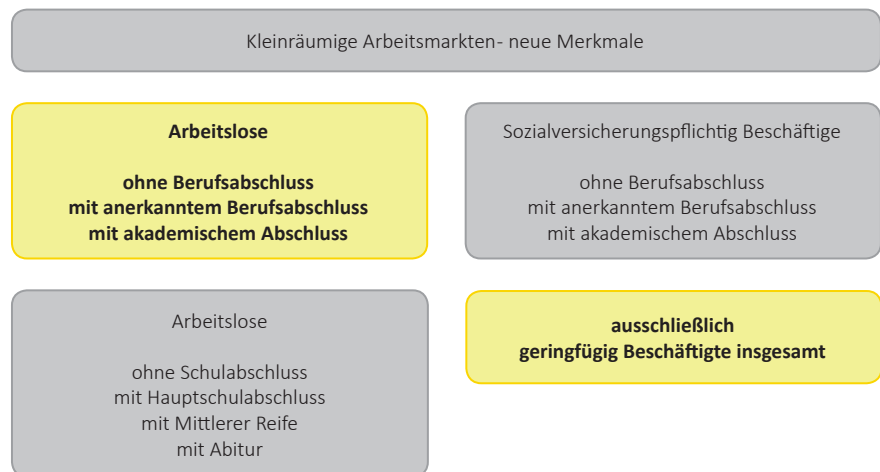 Kleinräumige Arbeitsmarkten- neue Merkmale
Arbeitslose
ohne Berufsabschluss
mit anerkanntem Berufsabschluss
mit akademischem Abschluss
Sozialversicherungspflichtig Beschäftige
ohne Berufsabschluss
mit anerkanntem Berufsabschluss
mit akademischem Abschluss
Arbeitslose
ohne Schulabschluss
mit Hauptschulabschluss
mit Mittlerer Reife
mit Abitur
ausschließlich
geringfügig Beschäftigte insgesamt